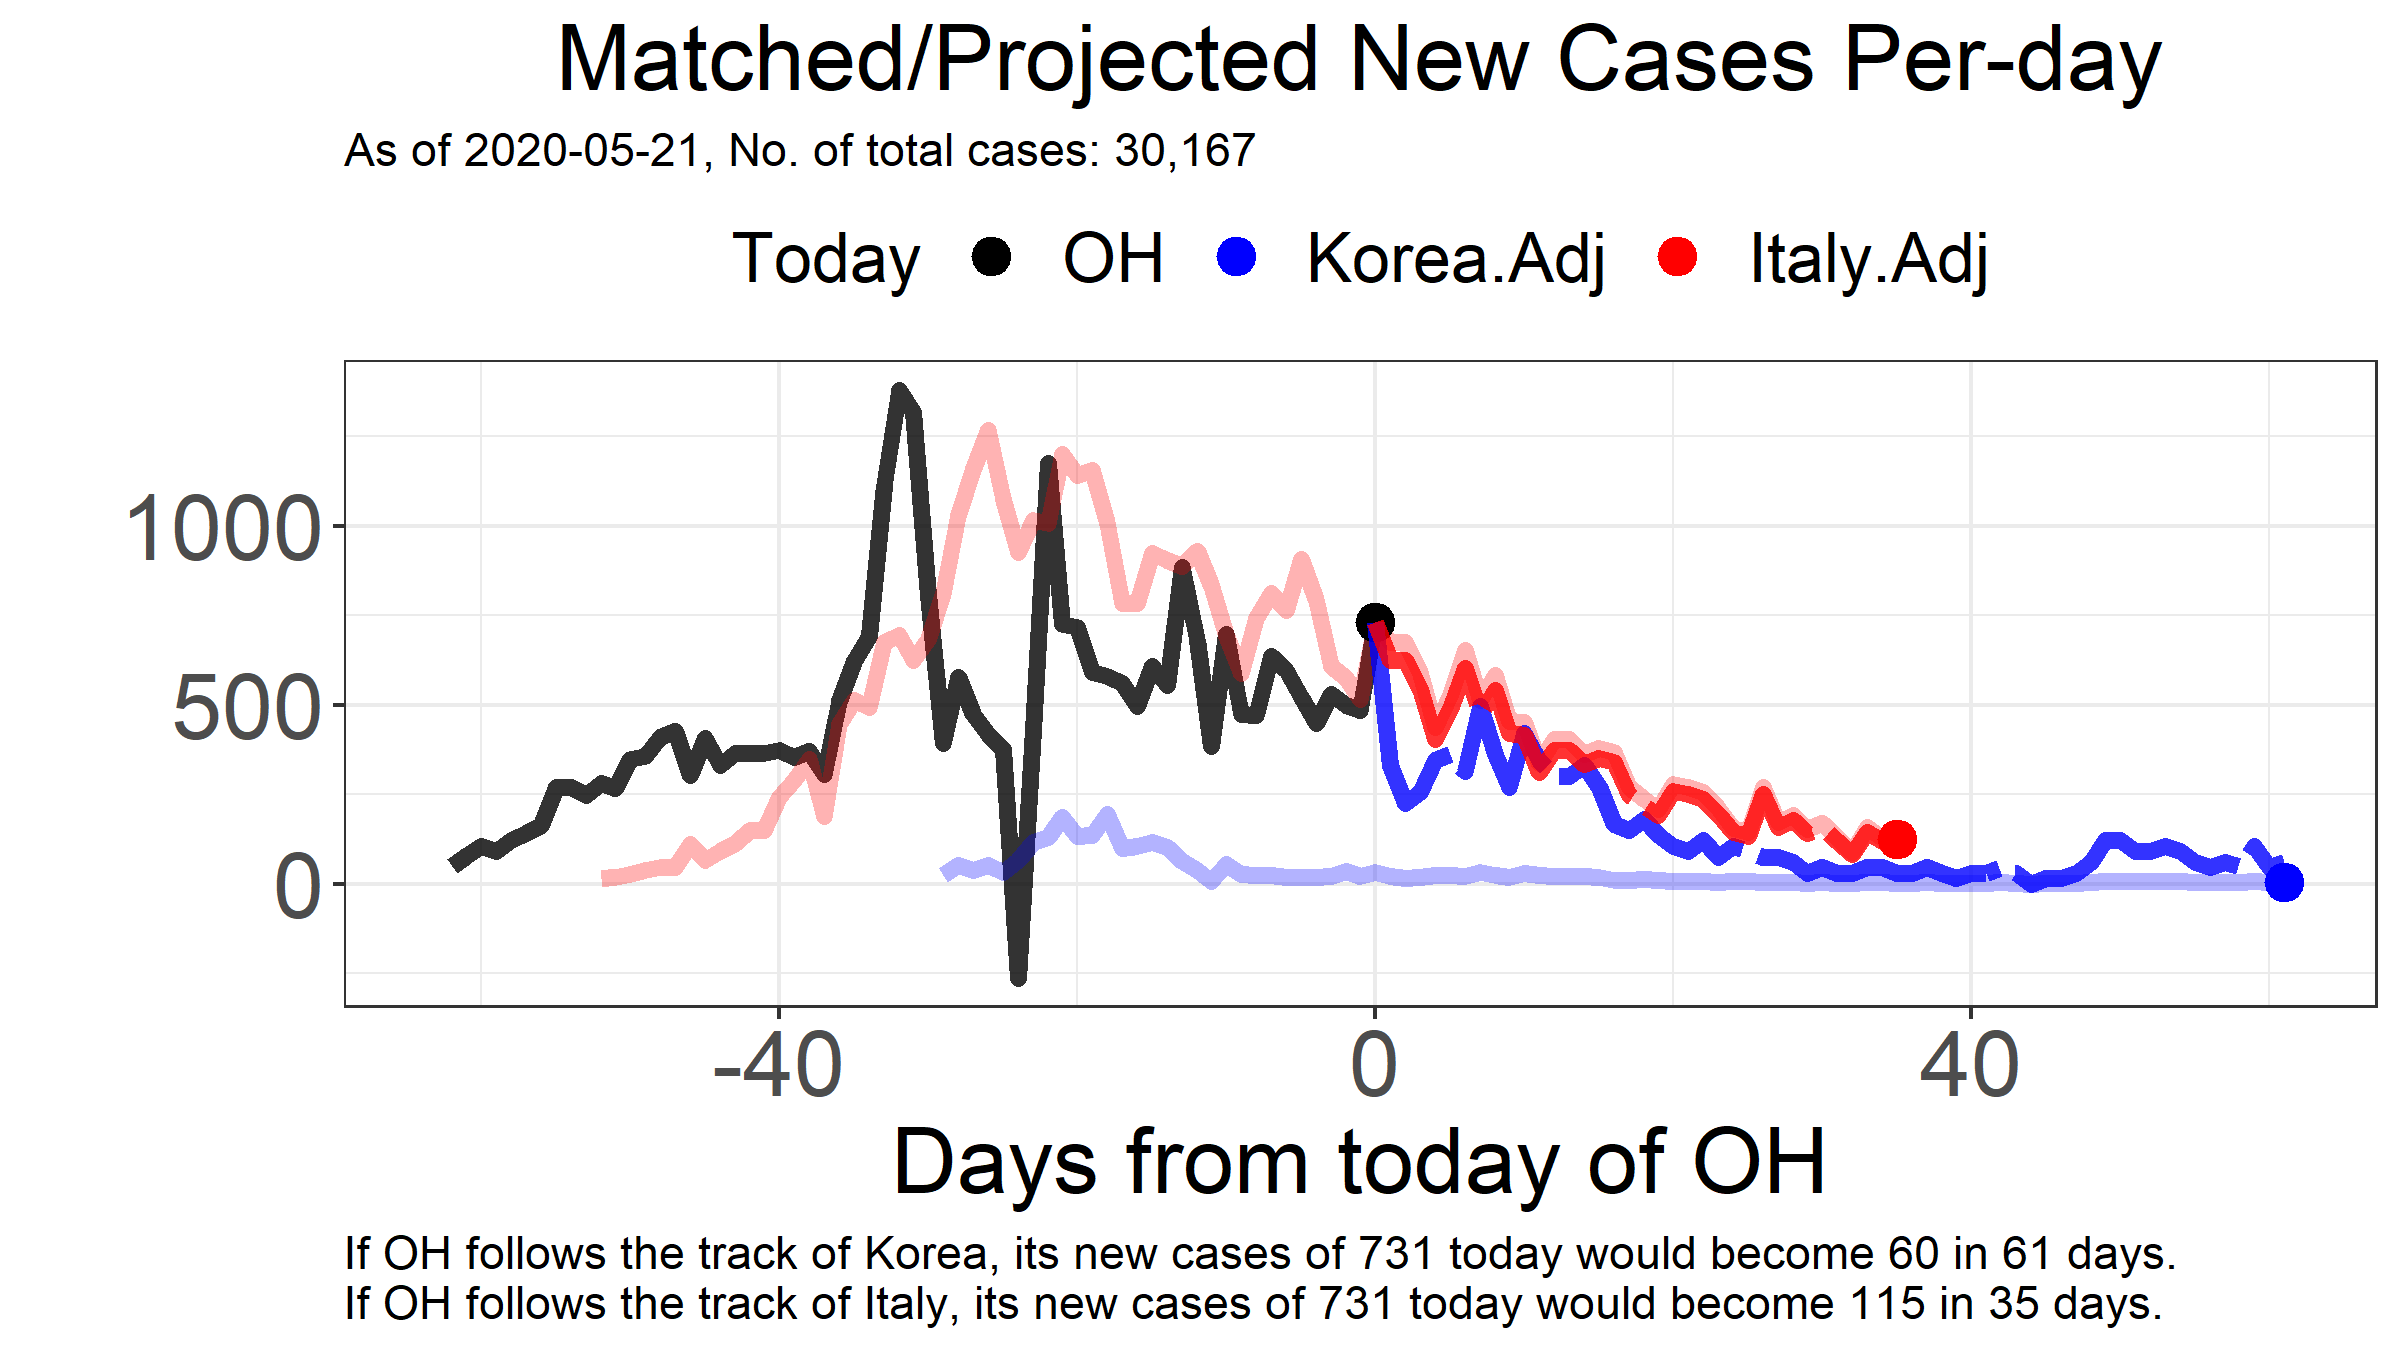 Matched/Projected New Cases Per-day
As of 2020-05-21, No. of total cases: 30,167
Today OH Korea.Adj Italy.Adj
1000
500
0
-40 0 40
Days from today of OH
If OH follows the track of Korea, its new cases of 731 today would become 60 in 61 days.
If OH follows the track of Italy, its new cases of 731 today would become 115 in 35 days.